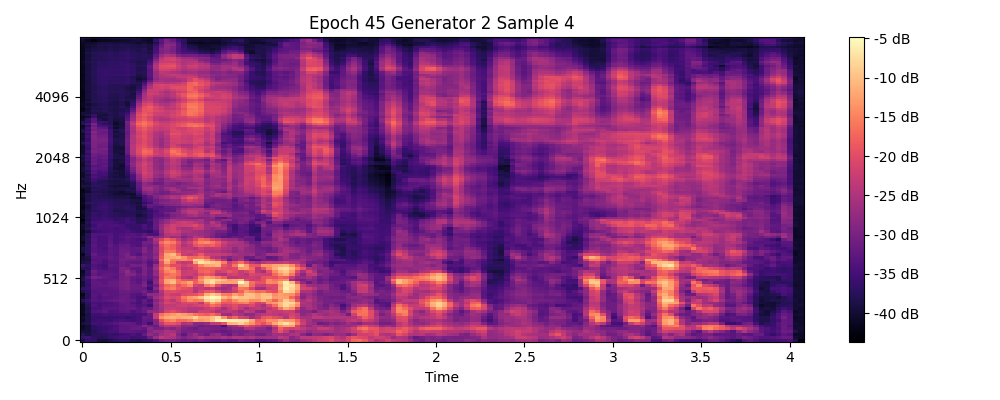 Epoch 45 Generator 2 Sample 4
Hz
4096
2048
1024
512
0
0
0.5
1
1.5
2
2.5
3
3.5
4
Time
-5 dB
-10 dB
-15 dB
-20 dB
-25 dB
-30 dB
-35 dB
-40 dB